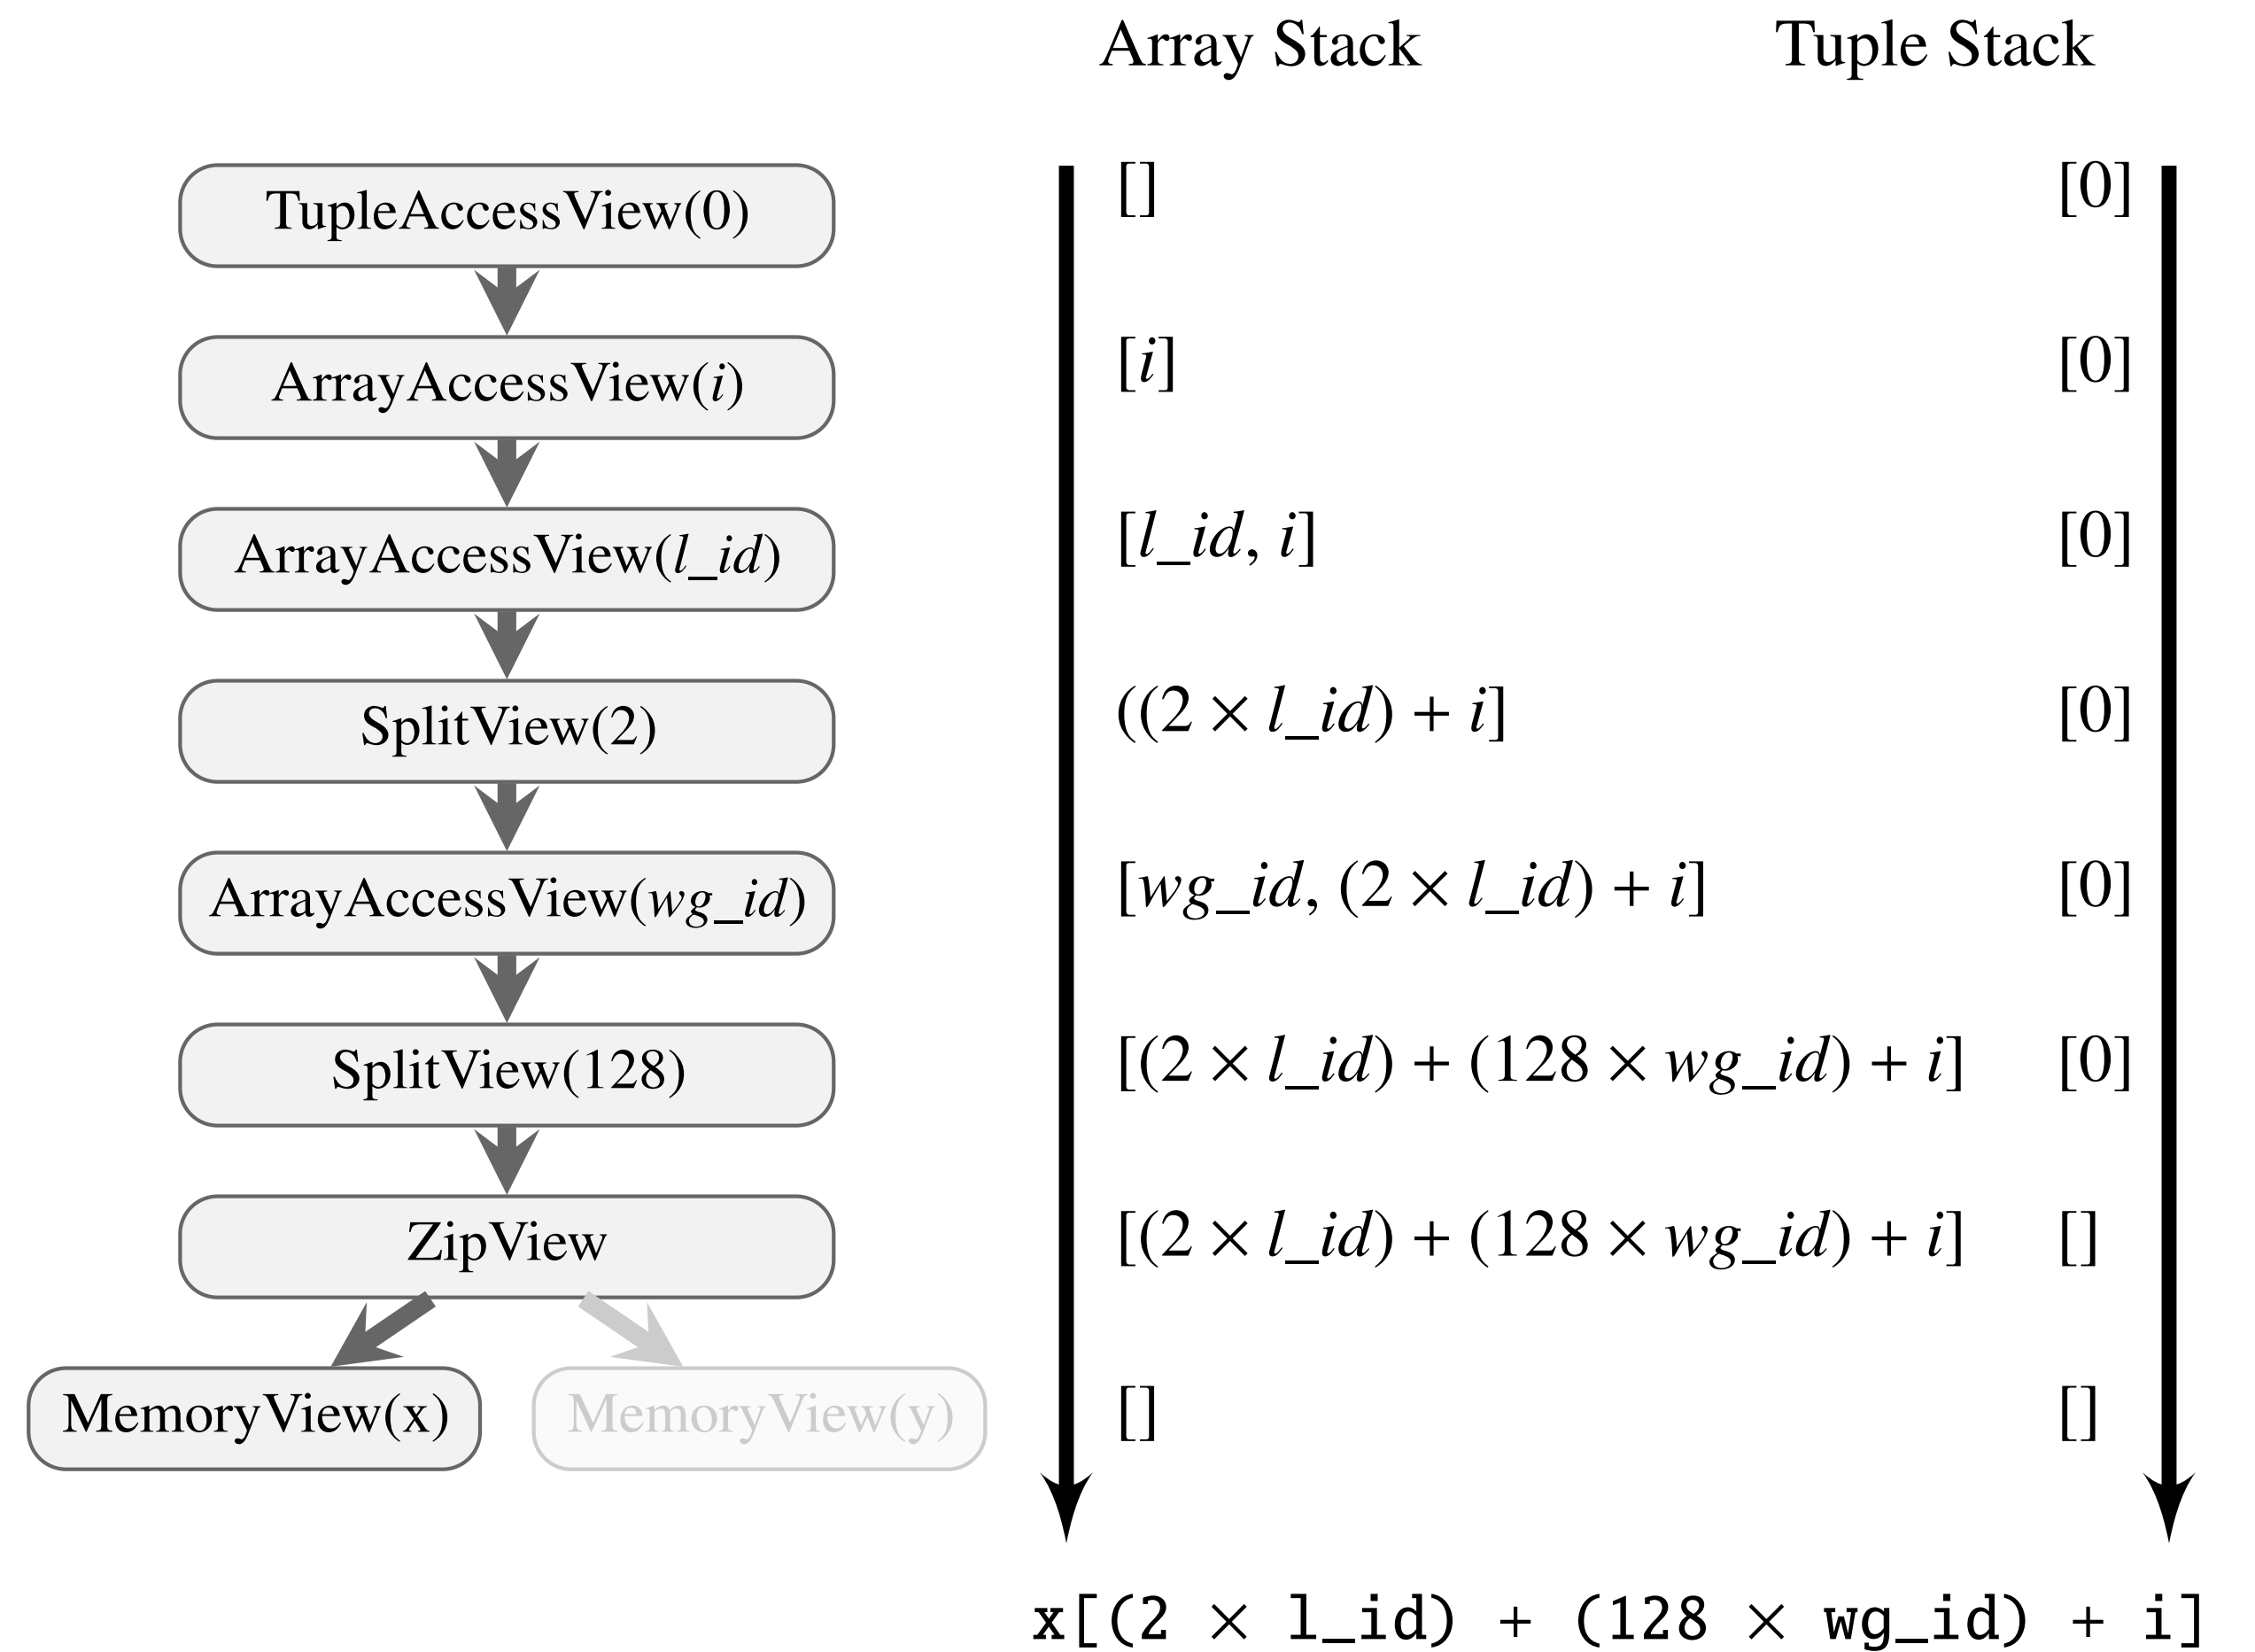 Array Stack Tuple Stack
TupleAccessView(0) [] [0]
ArrayAccessView(i) [i] [0]
ArrayAccessView(l_id) [l_id, i] [0]
SplitView(2) ((2 × l_id) + i] [0]
ArrayAccessView(wg_id) [wg_id, (2 × l_id) + i] [0]
SplitView(128) [(2 × l_id) + (128 × wg_id) + i] [0]
ZipView [(2 × l_id) + (128 × wg_id) + i] []
MemoryView(x) MemoryView(y) [] []
x[(2 × l_id) + (128 × wg_id) + i]